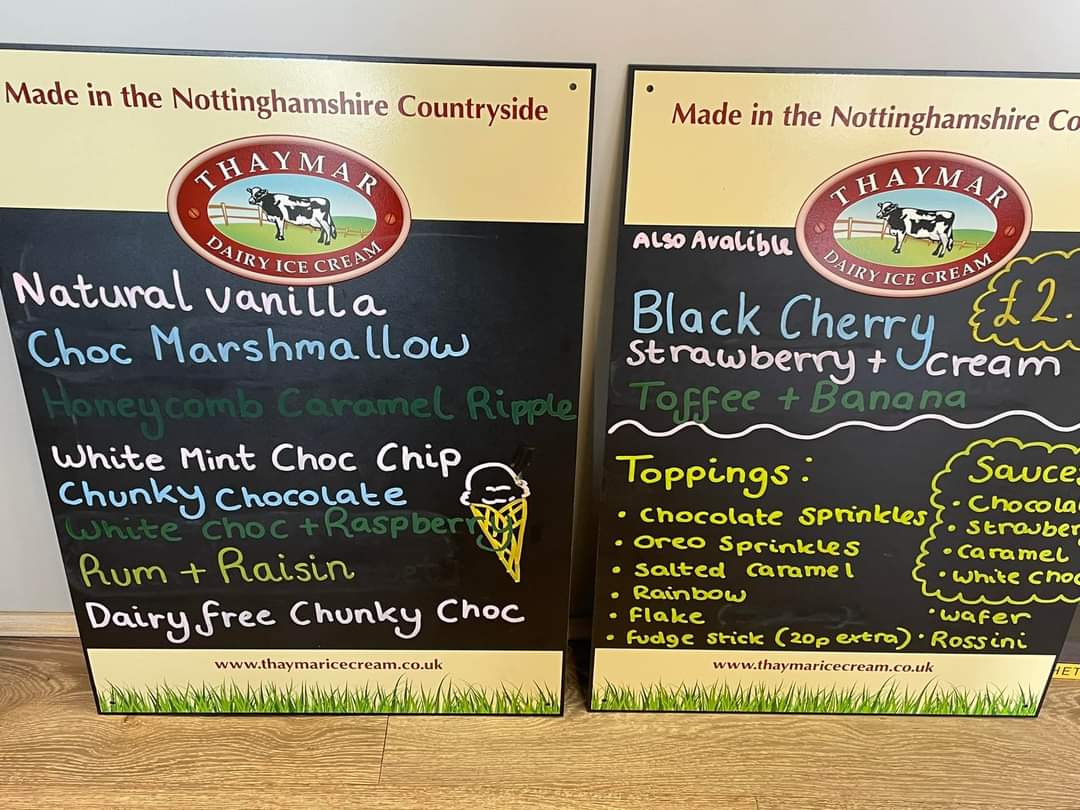 Made in the Nottinghamshire Countryside
THAYMAR
DAIRY ICE CREAM
Natural vanilla
Choc Marshmallow
Honeycomb Caramel Ripple
White Mint Choc Chip
Chunky Chocolate
White choc + Raspberry
Rum + Raisin
Dairy free Chunky Choc
www.thaymaricecream.co.uk
Made in the Nottinghamshire
THAYMAR
DAIRY ICE CREAM
Also Avalible
£2.
Black Cherry
Strawberry + cream
Toffee + Banana
Toppings :
• Chocolate Sprinkles
• Oreo Sprinkles
• Salted Caramel
• Rainbow
• Flake
• Fudge Stick (20p extra)
• Caramel
• White
• Wafer
• Rossini
www.thaymaricecream.co.uk